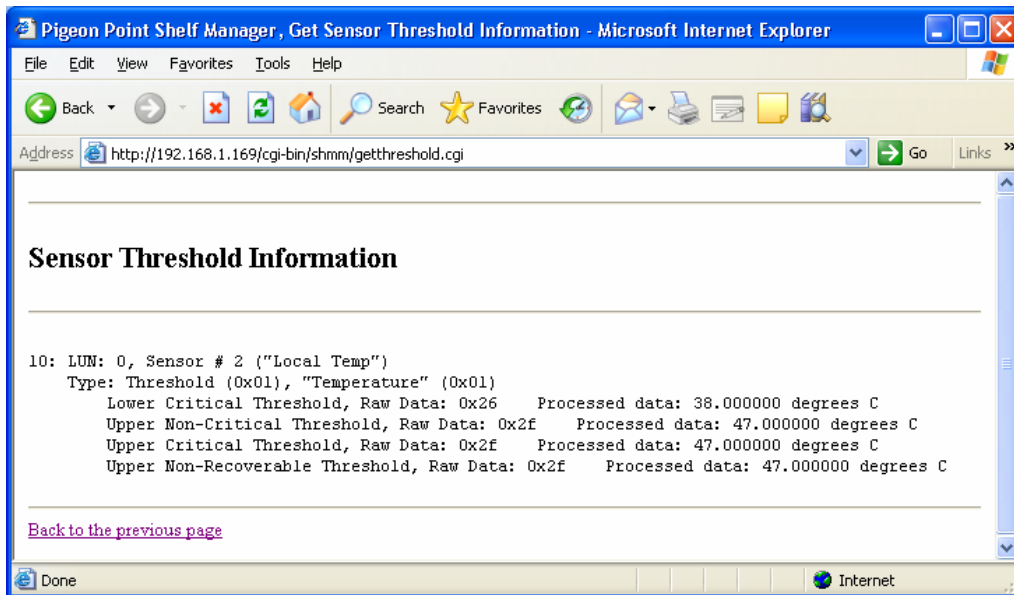 Pigeon Point Shelf Manager, Get Sensor Threshold Information - Microsoft Internet Explorer
File Edit View Favorites Tools Help
Back Search Favorites
Address http://192.168.1.169/cgi-bin/shmm/getthreshold.cgi Go Links »
Sensor Threshold Information
10: LUN: 0, Sensor # 2 ("Local Temp")
Type: Threshold (0x01), "Temperature" (0x01)
Lower Critical Threshold, Raw Data: 0x26 Processed data: 38.000000 degrees C
Upper Non-Critical Threshold, Raw Data: 0x2f Processed data: 47.000000 degrees C
Upper Critical Threshold, Raw Data: 0x2f Processed data: 47.000000 degrees C
Upper Non-Recoverable Threshold, Raw Data: 0x2f Processed data: 47.000000 degrees C
Back to the previous page
Done Internet